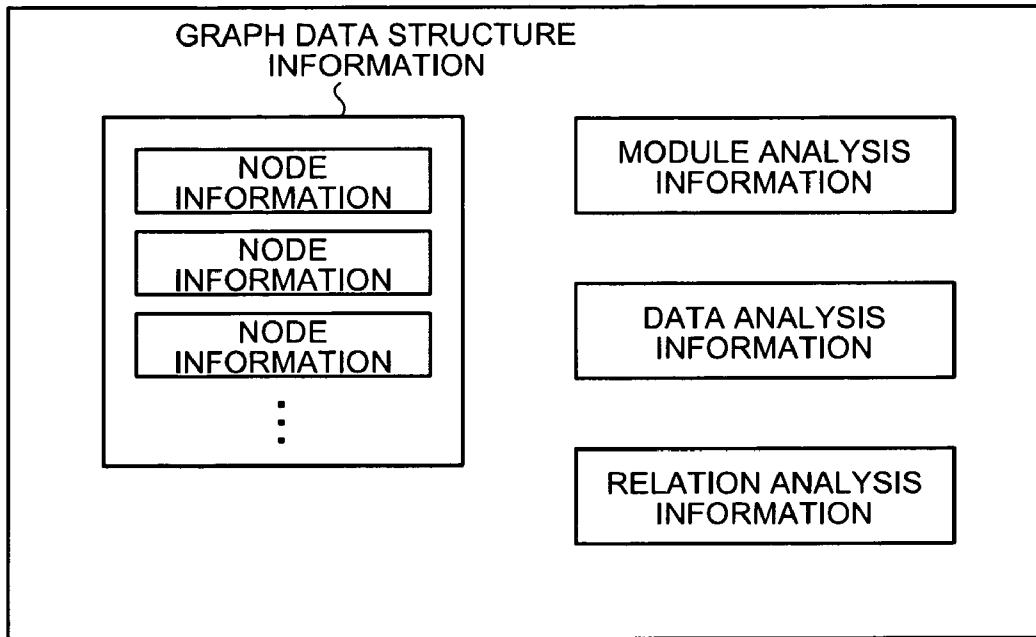 GRAPH DATA STRUCTURE
INFORMATION
NODE
INFORMATION
NODE
INFORMATION
NODE
INFORMATION
MODULE ANALYSIS
INFORMATION
DATA ANALYSIS
INFORMATION
RELATION ANALYSIS
INFORMATION